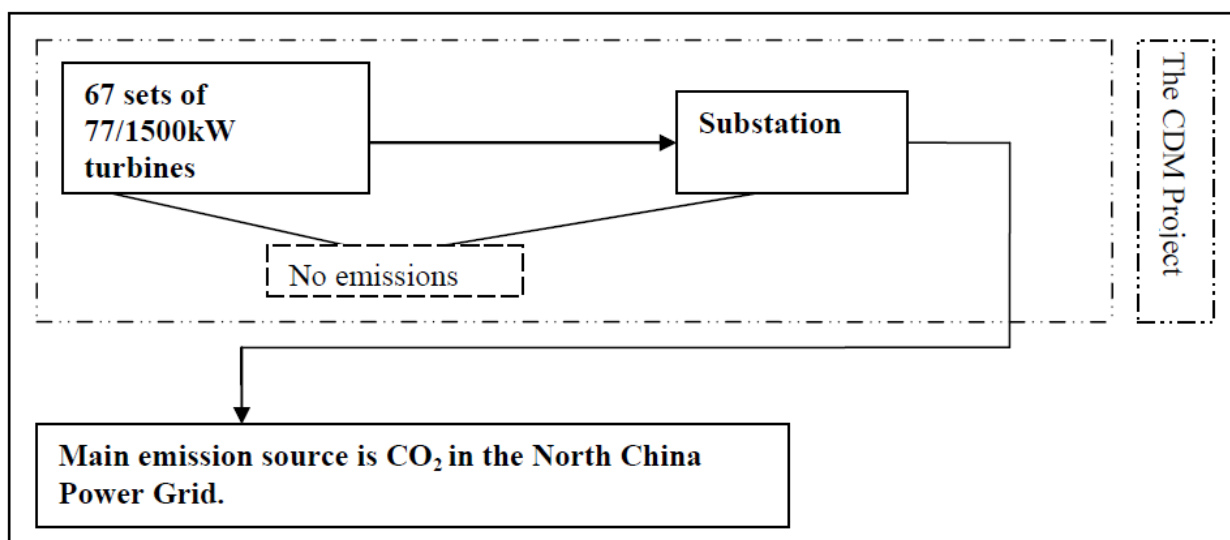 67 sets of
77/1500kW
turbines
Substation
The CDM Project
No emissions
Main emission source is CO₂ in the North China
Power Grid.